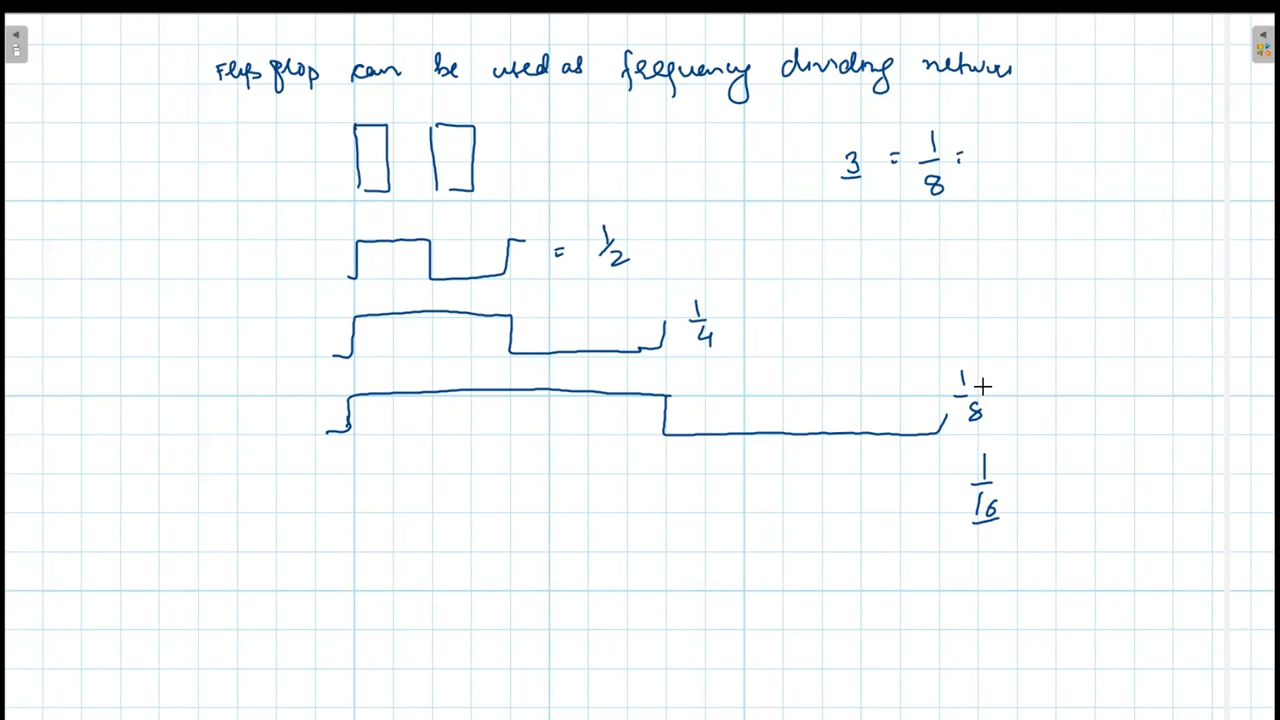 Flip flop can be used as frequency dividing networ
3 = 1/8 =
= 1/2
1/4
1/8
1/16